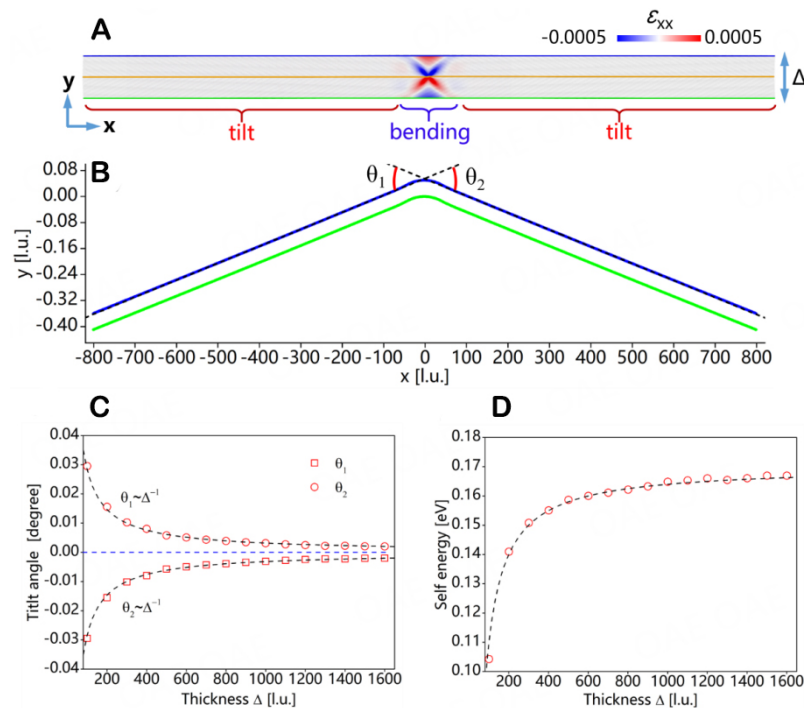 A
εxx
-0.0005 0.0005
y
x
Δ
tilt bending tilt
B
θ1 θ2
0.08
0.00
-0.08
-0.16
-0.24
-0.32
-0.40
y [l.u.]
-800 -700 -600 -500 -400 -300 -200 -100 0 100 200 300 400 500 600 700 800
x [l.u.]
C
0.04
0.03
0.02
0.01
0.00
-0.01
-0.02
-0.03
-0.04
Titlt angle [degree]
θ1
θ2
θ1~Δ-1
θ2~Δ-1
200 400 600 800 1000 1200 1400 1600
Thickness Δ [l.u.]
D
0.18
0.17
0.16
0.15
0.14
0.13
0.12
0.11
0.10
Self energy [eV]
200 400 600 800 1000 1200 1400 1600
Thickness Δ [l.u.]